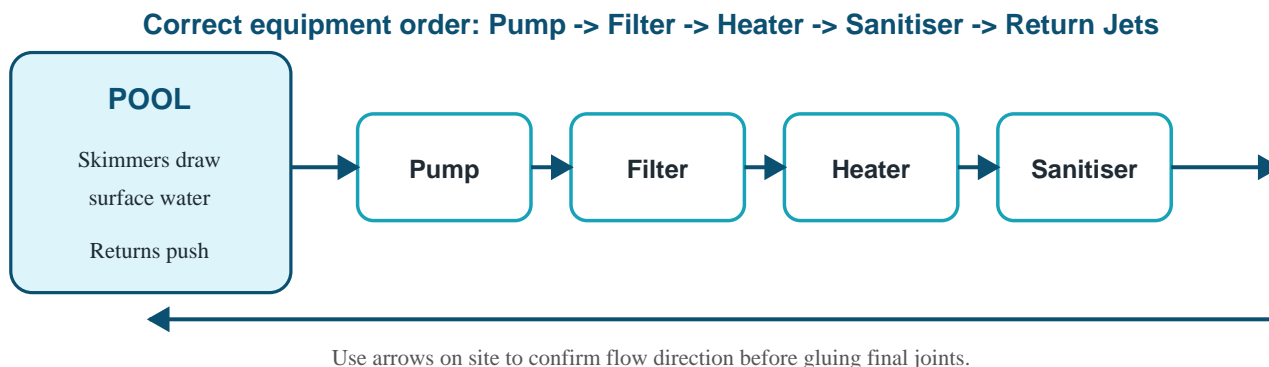 Correct equipment order: Pump -> Filter -> Heater -> Sanitiser -> Return Jets
POOL
Skimmers draw
surface water
Returns push
Pump
Filter
Heater
Sanitiser
Use arrows on site to confirm flow direction before gluing final joints.